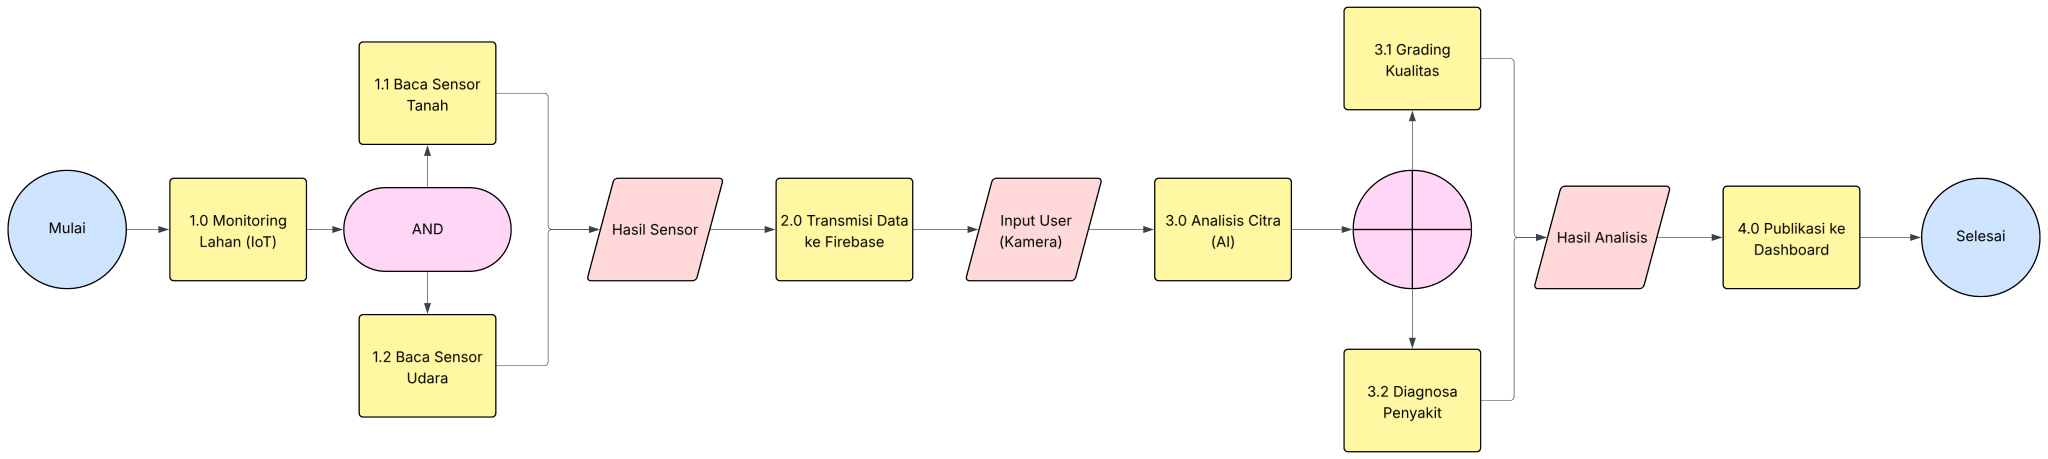 Mulai
1.0 Monitoring
Lahan (IoT)
1.1 Baca Sensor
Tanah
AND
1.2 Baca Sensor
Udara
Hasil Sensor
2.0 Transmisi Data
ke Firebase
Input User
(Kamera)
3.0 Analisis Citra
(AI)
3.1 Grading
Kualitas
3.2 Diagnosa
Penyakit
Hasil Analisis
4.0 Publikasi ke
Dashboard
Selesai